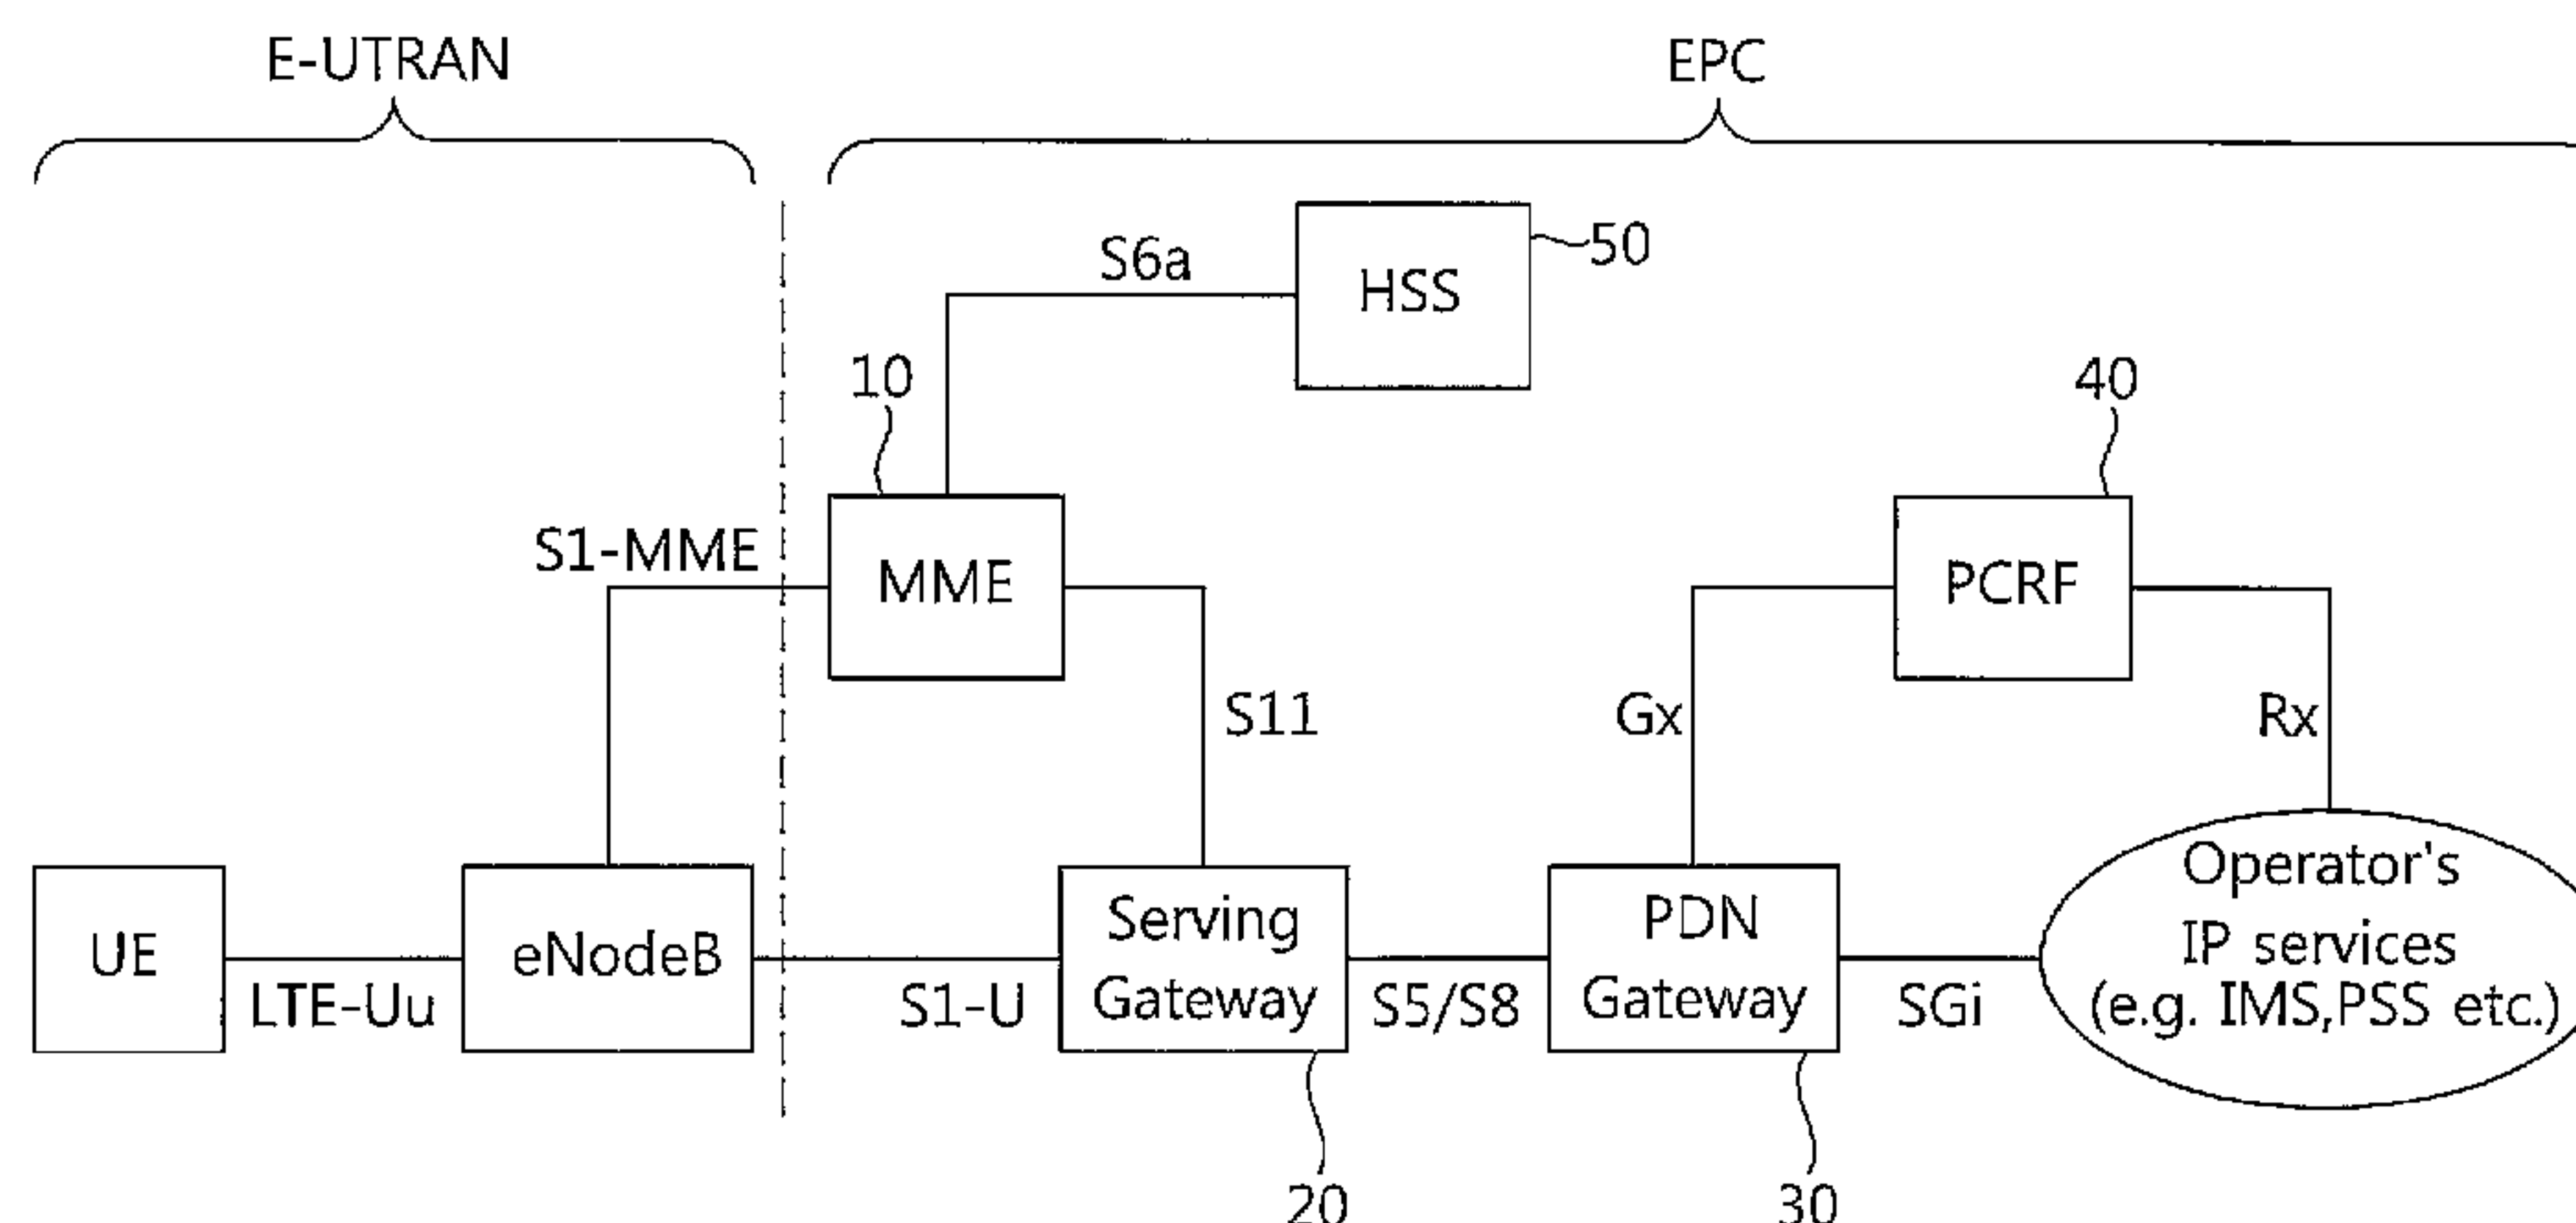 E-UTRAN
EPC
S6a
HSS
50
10
40
S1-MME
MME
PCRF
S11
Gx
Rx
UE
LTE-Uu
eNodeB
S1-U
Serving
Gateway
S5/S8
PDN
Gateway
SGi
Operator's
IP services
(e.g. IMS,PSS etc.)
20
30